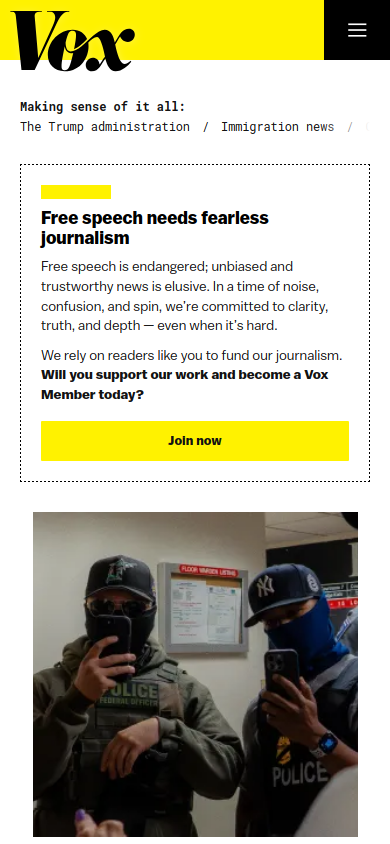 Vox
Making sense of it all:
The Trump administration / Immigration news /
Free speech needs fearless
journalism
Free speech is endangered; unbiased and
trustworthy news is elusive. In a time of noise,
confusion, and spin, we’re committed to clarity,
truth, and depth — even when it’s hard.
We rely on readers like you to fund our journalism.
Will you support our work and become a Vox
Member today?
Join now
FLOOR WARDEN LISTING
POLICE
FEDERAL OFFICER
POLICE